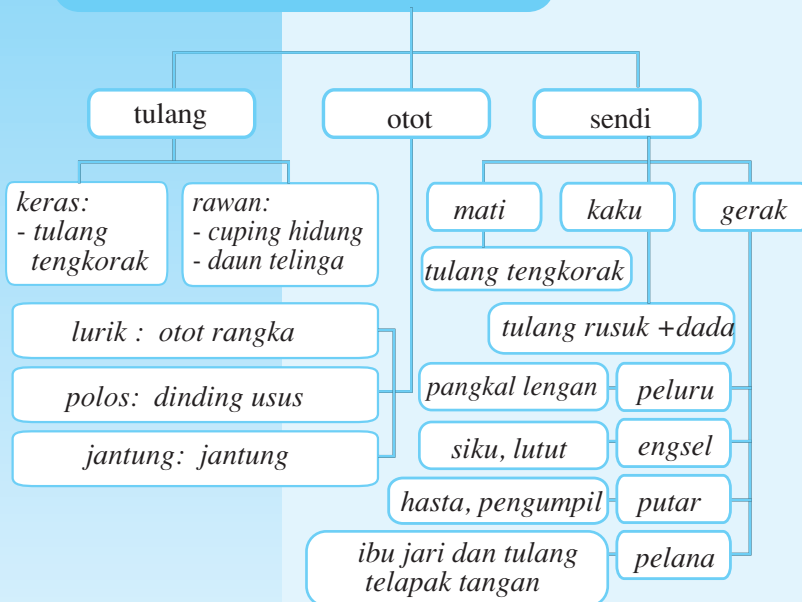 tulang
otot
sendi
keras:
- tulang
tengkorak
rawan:
- cuping hidung
- daun telinga
mati
kaku
gerak
tulang tengkorak
tulang rusuk +dada
lurik : otot rangka
polos: dinding usus
jantung: jantung
pangkal lengan
peluru
siku, lutut
engsel
hasta, pengumpil
putar
ibu jari dan tulang
telapak tangan
pelana